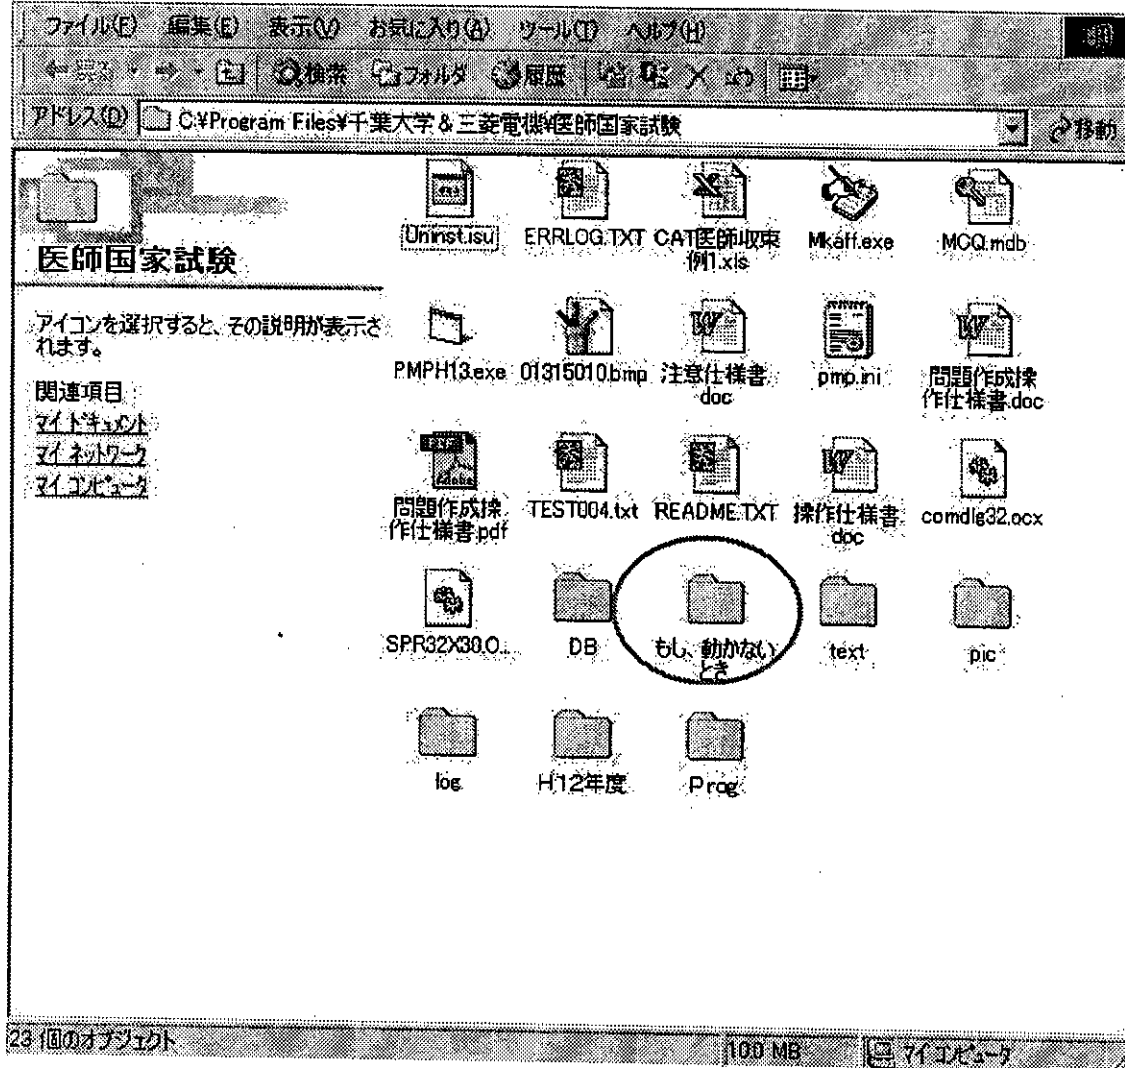 ファイル(F) 編集(E) 表示(V) お気に入り(A) ツール(T) ヘルプ(H)
戻る 検索 フォルダ 履歴
アドレス(D) C:¥Program Files¥千葉大学&三菱電機¥医師国家試験 移動
医師国家試験
アイコンを選択すると、その説明が表示さ
れます。
関連項目
マイ ドキュメント
マイ ネットワーク
マイ コンピュータ
Uninst.isu ERRLOG.TXT CAT医師収束 Mkaff.exe MCQ.mdb
例1.xls
PMPH13.exe 01315010.bmp 注意仕様書 pmp.ini 問題作成操
doc 作仕様書.doc
問題作成操 TEST004.txt README.TXT 操作仕様書 comdlg32.ocx
作仕様書.pdf doc
SPR32X30.O... DB もし、動かない text pic
とき
log H12年度 Prog
23 個のオブジェクト 100 MB マイ コンピュータ